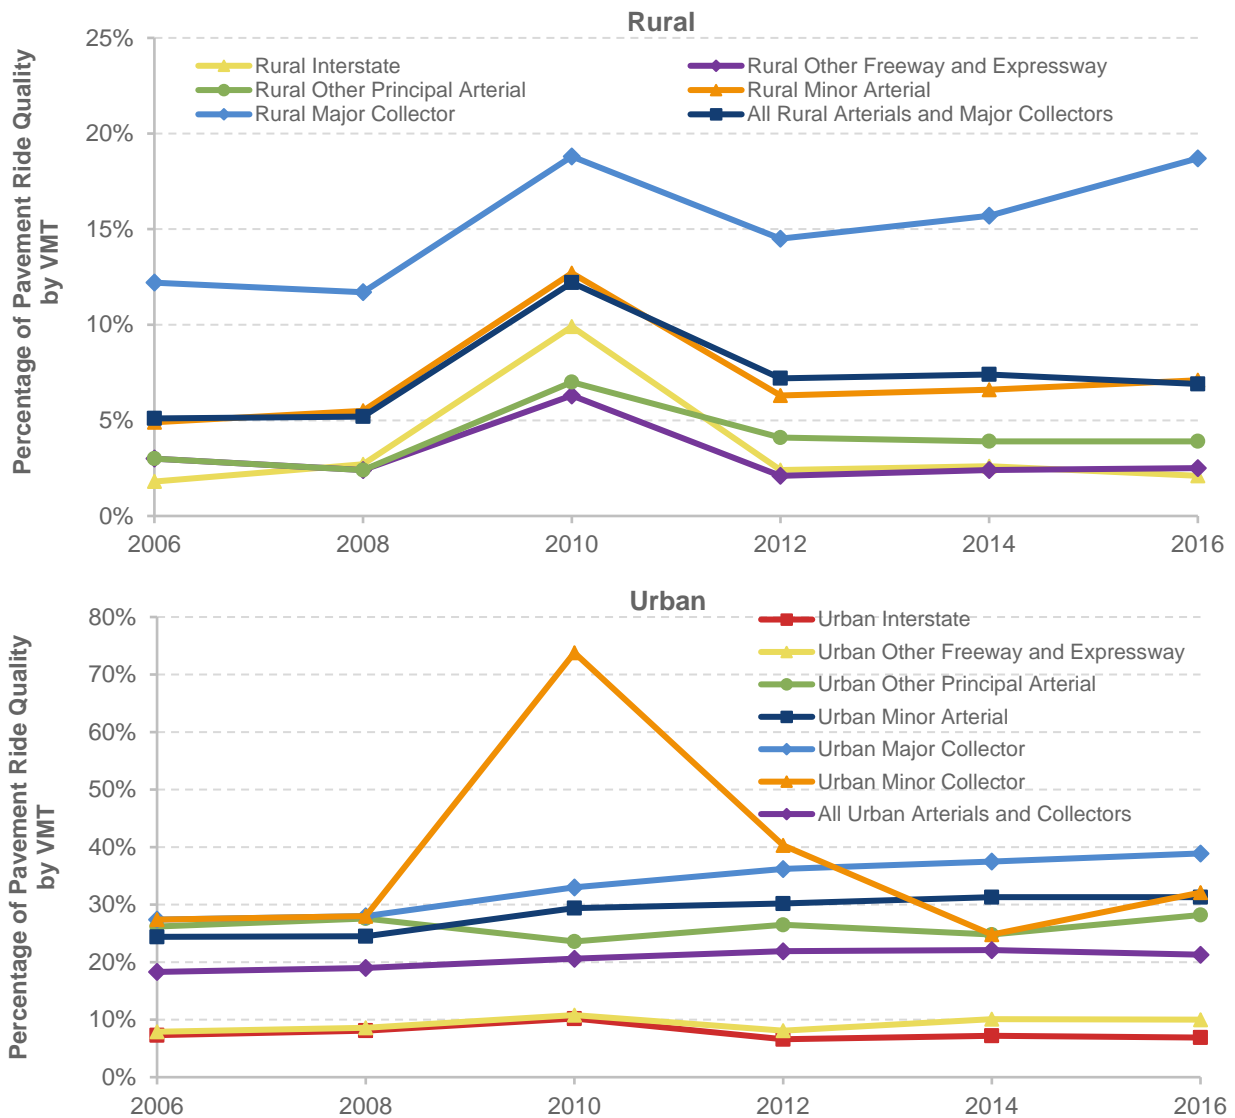 Rural
Percentage of Pavement Ride Quality
by VMT
25%
20%
15%
10%
5%
0%
Rural Interstate
Rural Other Freeway and Expressway
Rural Other Principal Arterial
Rural Minor Arterial
Rural Major Collector
All Rural Arterials and Major Collectors
2006 2008 2010 2012 2014 2016
Urban
Percentage of Pavement Ride Quality
by VMT
80%
70%
60%
50%
40%
30%
20%
10%
0%
Urban Interstate
Urban Other Freeway and Expressway
Urban Other Principal Arterial
Urban Minor Arterial
Urban Major Collector
Urban Minor Collector
All Urban Arterials and Collectors
2006 2008 2010 2012 2014 2016